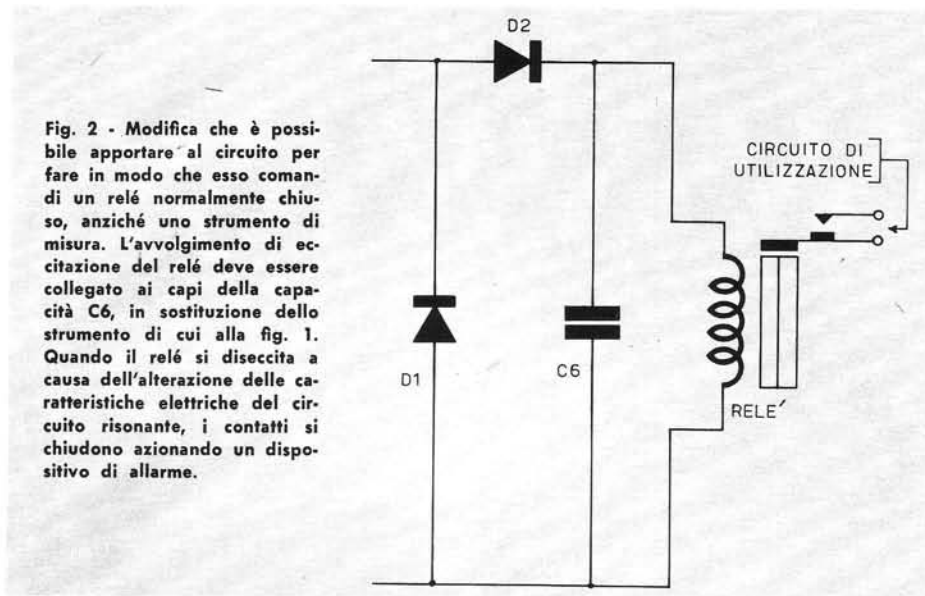 Fig. 2 - Modifica che è possi-
bile apportare al circuito per
fare in modo che esso coman-
di un relé normalmente chiu-
so, anziché uno strumento di
misura. L'avvolgimento di ec-
citazione del relé deve essere
collegato ai capi della capa-
cità C6, in sostituzione dello
strumento di cui alla fig. 1.
Quando il relé si diseccita a
causa dell'alterazione delle ca-
ratteristiche elettriche del cir-
cuito risonante, i contatti si
chiudono azionando un dispo-
sitivo di allarme.
D2
CIRCUITO DI
UTILIZZAZIONE
D1
C6
RELE'